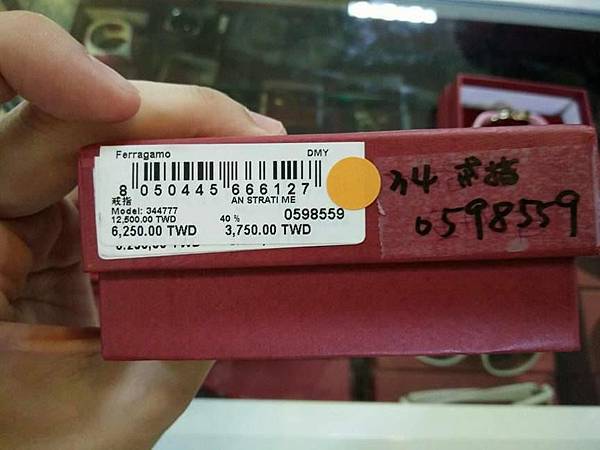 Ferragamo DMY
8 050445 666127
戒指 AN STRATI ME
Model: 344777
12,500.00 TWD 40 % 0598559
6,250.00 TWD 3,750.00 TWD
34 戒指
0598559